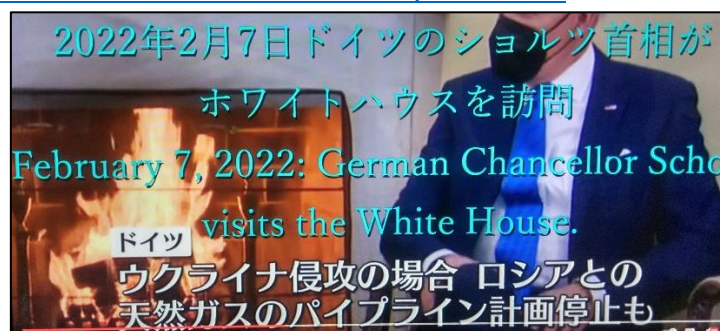 2022年2月7日ドイツのショルツ首相が
ホワイトハウスを訪問
February 7, 2022: German Chancellor
visits the White House.
ドイツ
ウクライナ侵攻の場合 ロシアとの
天然ガスのパイプライン計画停止も